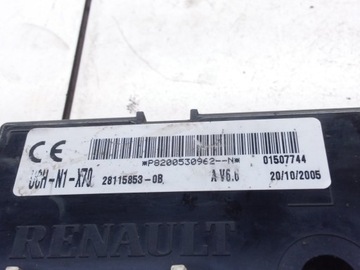 CE
*P8200530962--N*
01507744
UCH-N1-X70
28115853-0B
A V6.0
20/10/2005
RENAULT